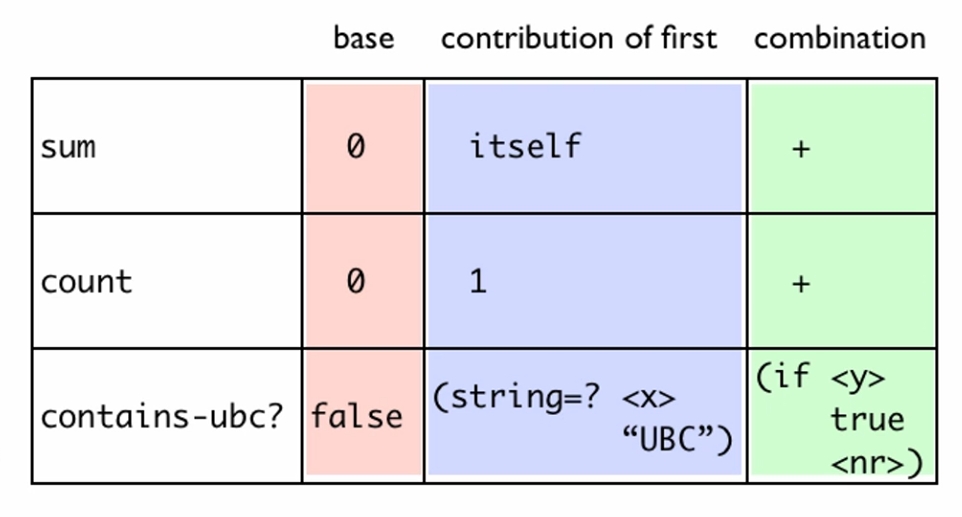 base contribution of first combination
sum 0 itself +
count 0 1 +
contains-ubc? false (string=? <x> “UBC”) (if <y> true <nr>)